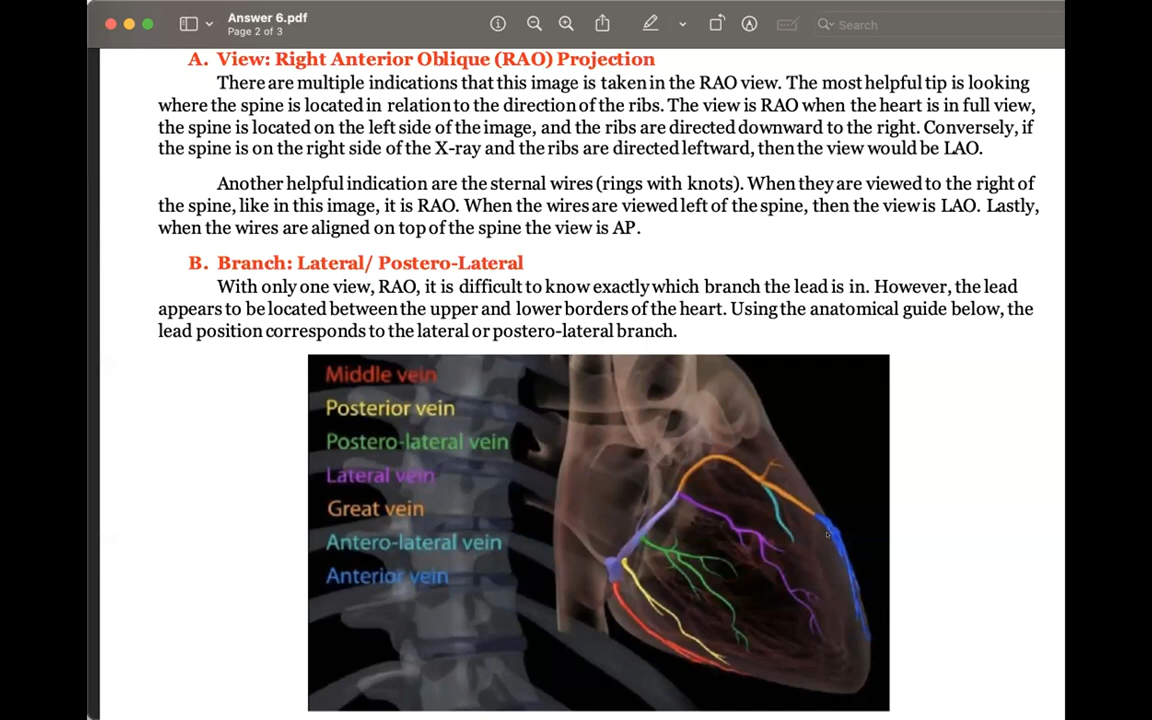 Answer 6.pdf
Page 2 of 3
Search
A. View: Right Anterior Oblique (RAO) Projection
There are multiple indications that this image is taken in the RAO view. The most helpful tip is looking
where the spine is located in relation to the direction of the ribs. The view is RAO when the heart is in full view,
the spine is located on the left side of the image, and the ribs are directed downward to the right. Conversely, if
the spine is on the right side of the X-ray and the ribs are directed leftward, then the view would be LAO.
Another helpful indication are the sternal wires (rings with knots). When they are viewed to the right of
the spine, like in this image, it is RAO. When the wires are viewed left of the spine, then the view is LAO. Lastly,
when the wires are aligned on top of the spine the view is AP.
B. Branch: Lateral/ Postero-Lateral
With only one view, RAO, it is difficult to know exactly which branch the lead is in. However, the lead
appears to be located between the upper and lower borders of the heart. Using the anatomical guide below, the
lead position corresponds to the lateral or postero-lateral branch.
Middle vein
Posterior vein
Postero-lateral vein
Lateral vein
Great vein
Antero-lateral vein
Anterior vein